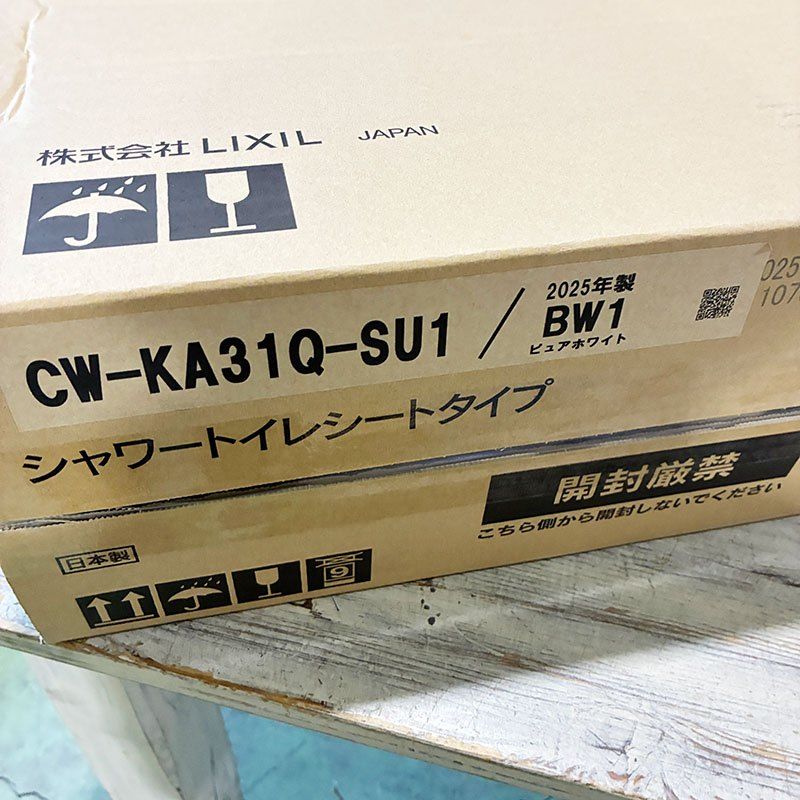 株式会社 LIXIL JAPAN
2025年製
CW-KA31Q-SU1 / BW1
ピュアホワイト
025
107
シャワートイレシートタイプ
開封厳禁
こちら側から開封しないでください
日本製
9